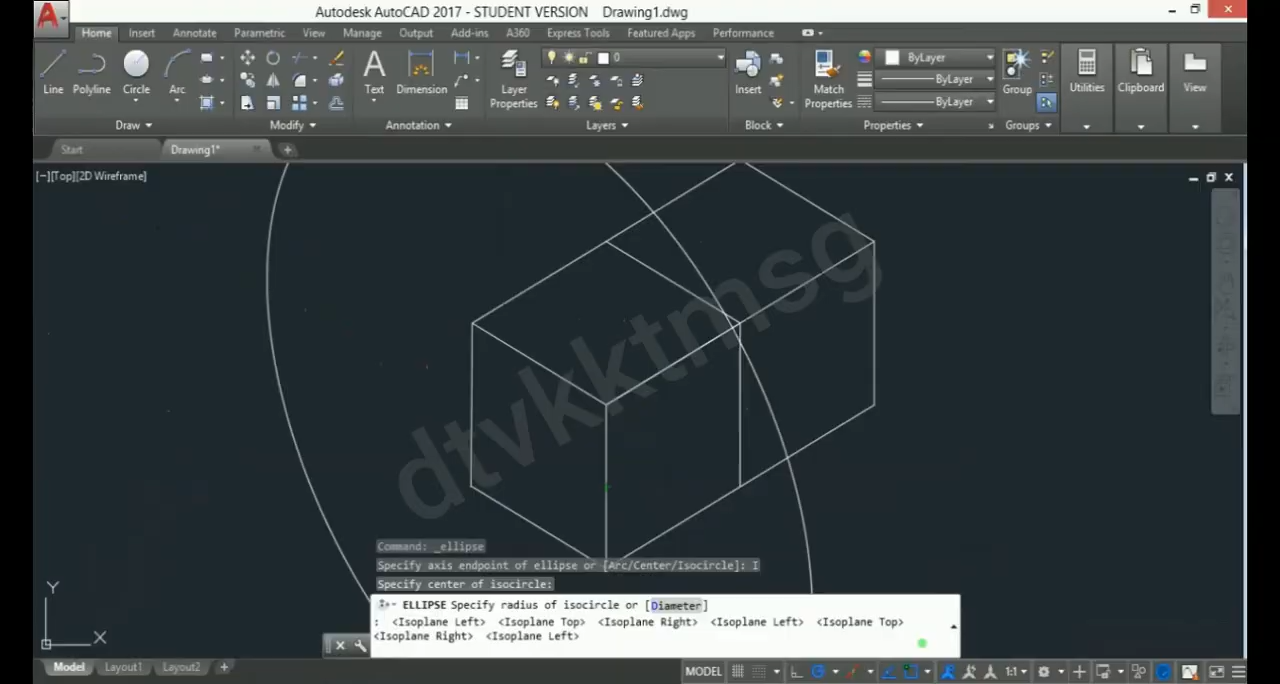 Autodesk AutoCAD 2017 - STUDENT VERSION Drawing1.dwg
Home Insert Annotate Parametric View Manage Output Add-ins A360 Express Tools Featured Apps Performance
0
ByLayer
ByLayer
ByLayer
Line Polyline Circle Arc
Text Dimension
Layer Properties
Insert
Match Properties
Group
Utilities Clipboard View
Draw Modify Annotation Layers Block Properties Groups
Start Drawing1* +
[−][Top][2D Wireframe]
dtvkktmsg
Command: _ellipse
Specify axis endpoint of ellipse or [Arc/Center/Isocircle]: I
Specify center of isocircle:
ELLIPSE Specify radius of isocircle or [Diameter]
: <Isoplane Left> <Isoplane Top> <Isoplane Right> <Isoplane Left> <Isoplane Top>
<Isoplane Right> <Isoplane Left>
Y
X
Model Layout1 Layout2 +
MODEL 1:1